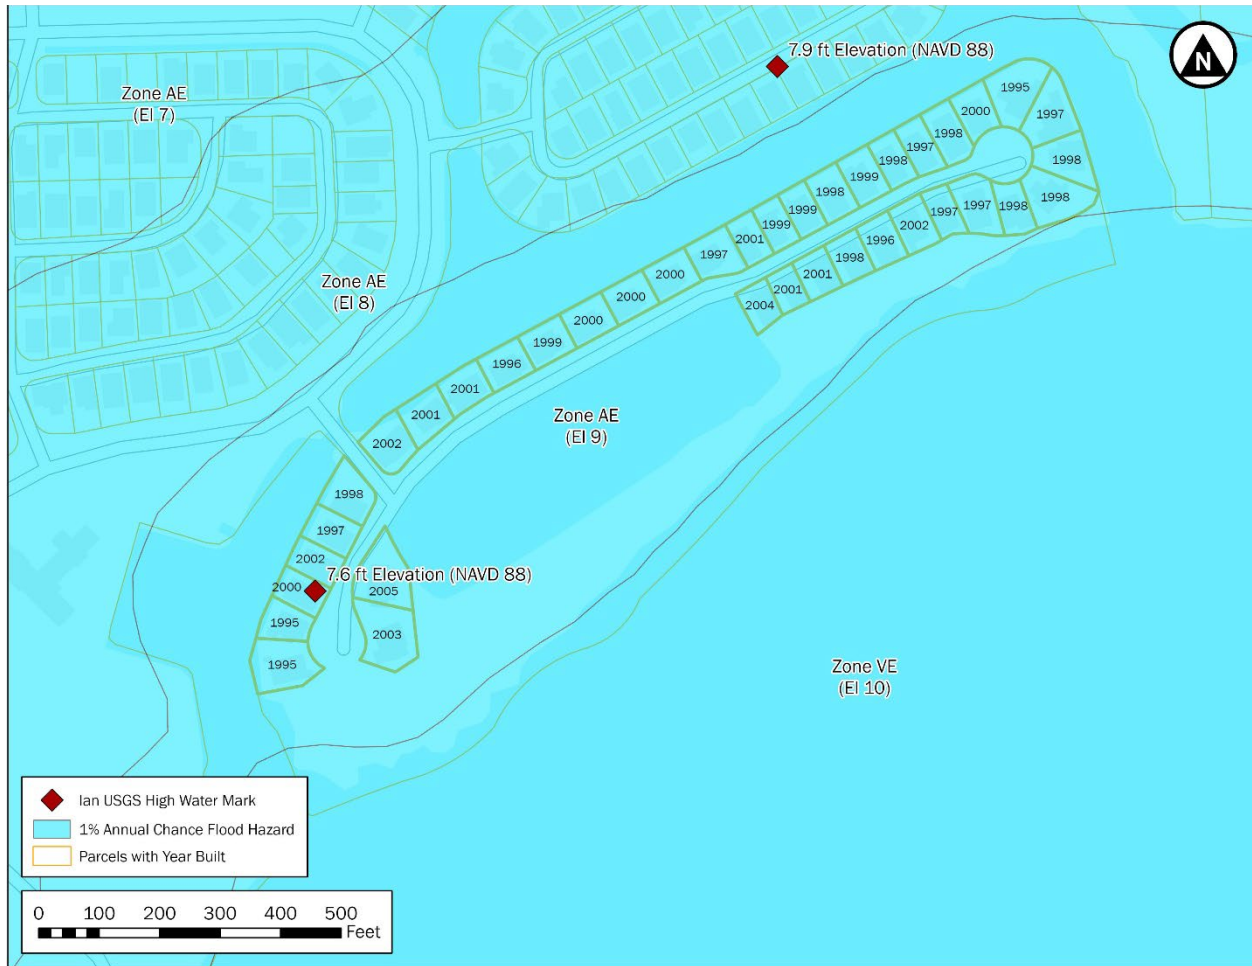 7.9 ft Elevation (NAVD 88)
N
Zone AE
(El 7)
1995
2000
1997
1998
1997
1998
1998
1999
1998
1998
1997
1997
1998
1999
2002
1999
1996
2001
1998
1997
2001
2000
2001
2004
2000
Zone AE
(El 8)
2000
1999
1996
2001
2001
2002
Zone AE
(El 9)
1998
1997
2002
7.6 ft Elevation (NAVD 88)
2000
2005
1995
2003
1995
Zone VE
(El 10)
Ian USGS High Water Mark
1% Annual Chance Flood Hazard
Parcels with Year Built
0 100 200 300 400 500
Feet